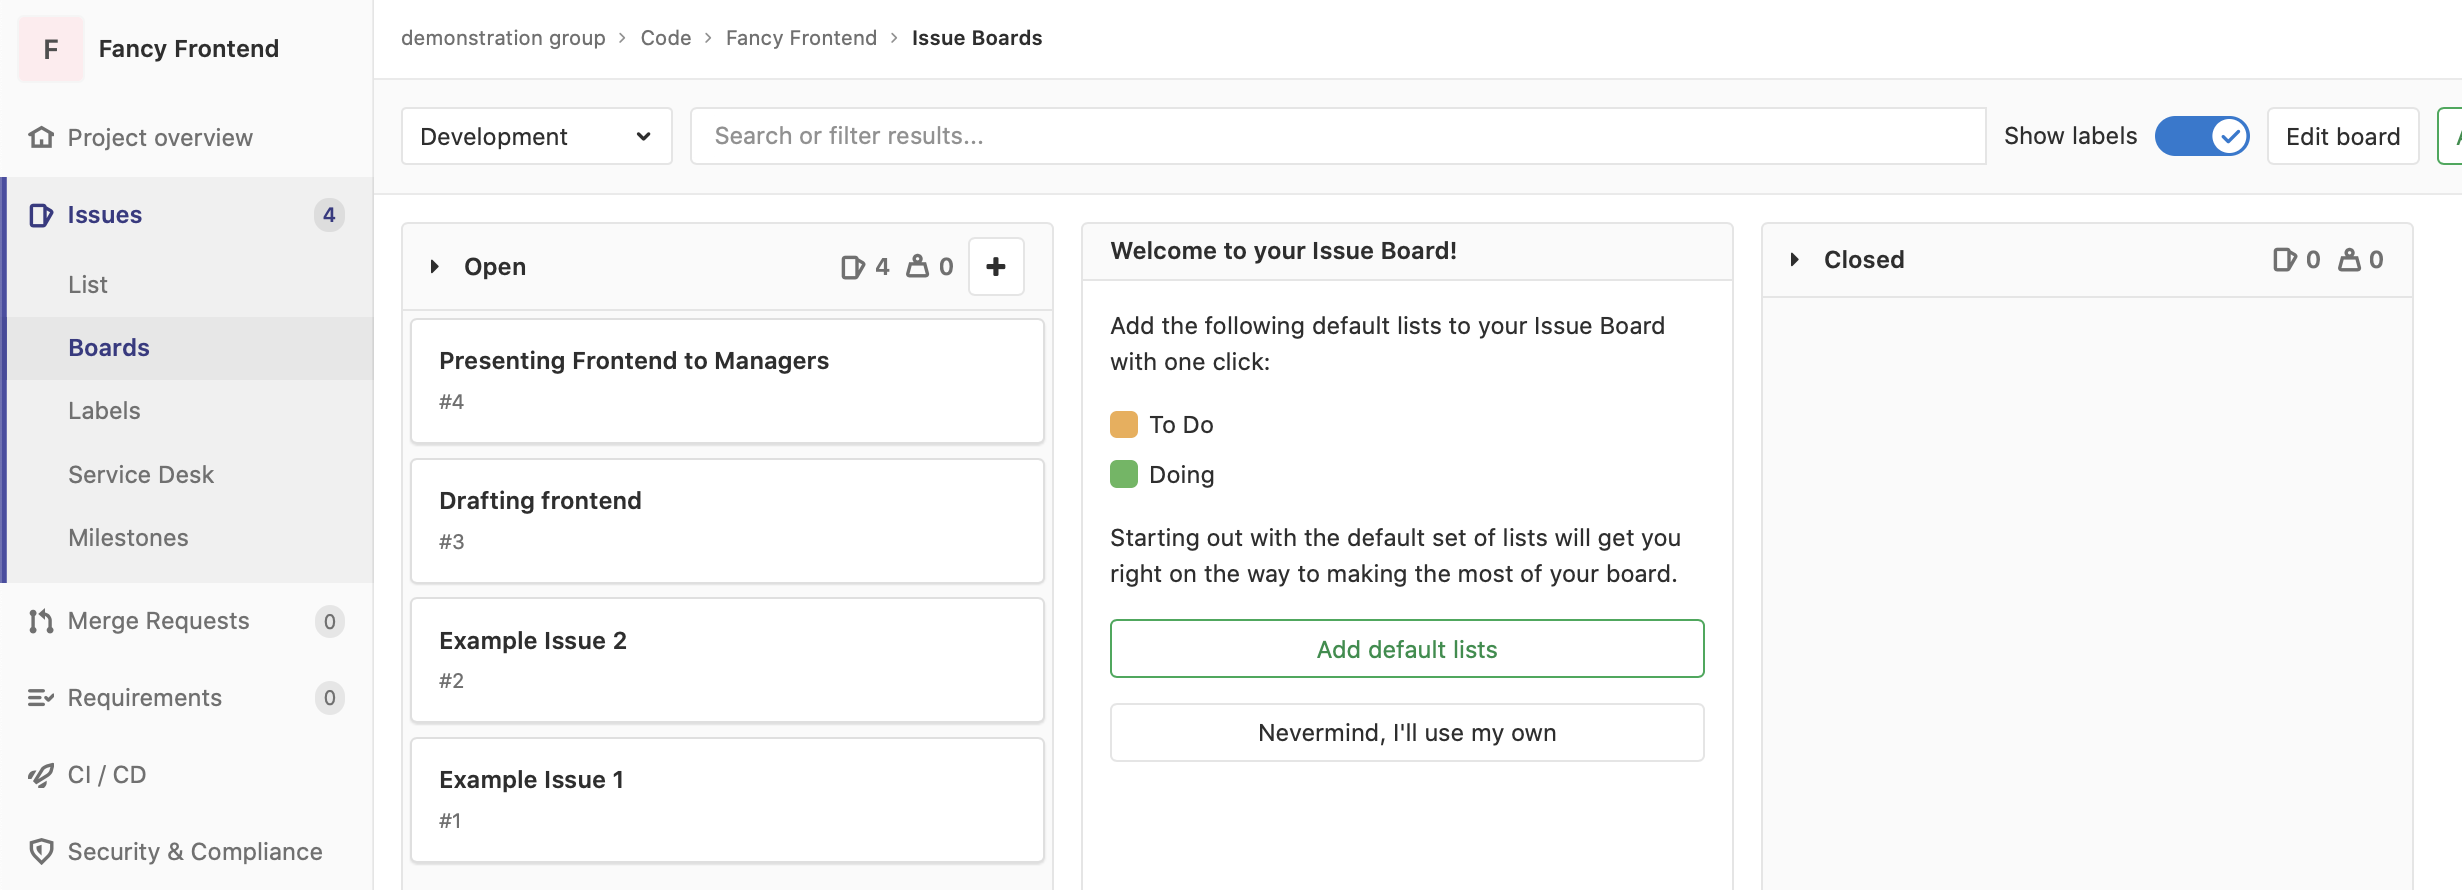 F Fancy Frontend
Project overview
Issues 4
List
Boards
Labels
Service Desk
Milestones
Merge Requests 0
Requirements 0
CI / CD
Security & Compliance
demonstration group > Code > Fancy Frontend > Issue Boards
Development
Search or filter results...
Show labels
Edit board
Open 4 0 +
Presenting Frontend to Managers
#4
Drafting frontend
#3
Example Issue 2
#2
Example Issue 1
#1
Welcome to your Issue Board!
Add the following default lists to your Issue Board
with one click:
To Do
Doing
Starting out with the default set of lists will get you
right on the way to making the most of your board.
Add default lists
Nevermind, I'll use my own
Closed 0 0